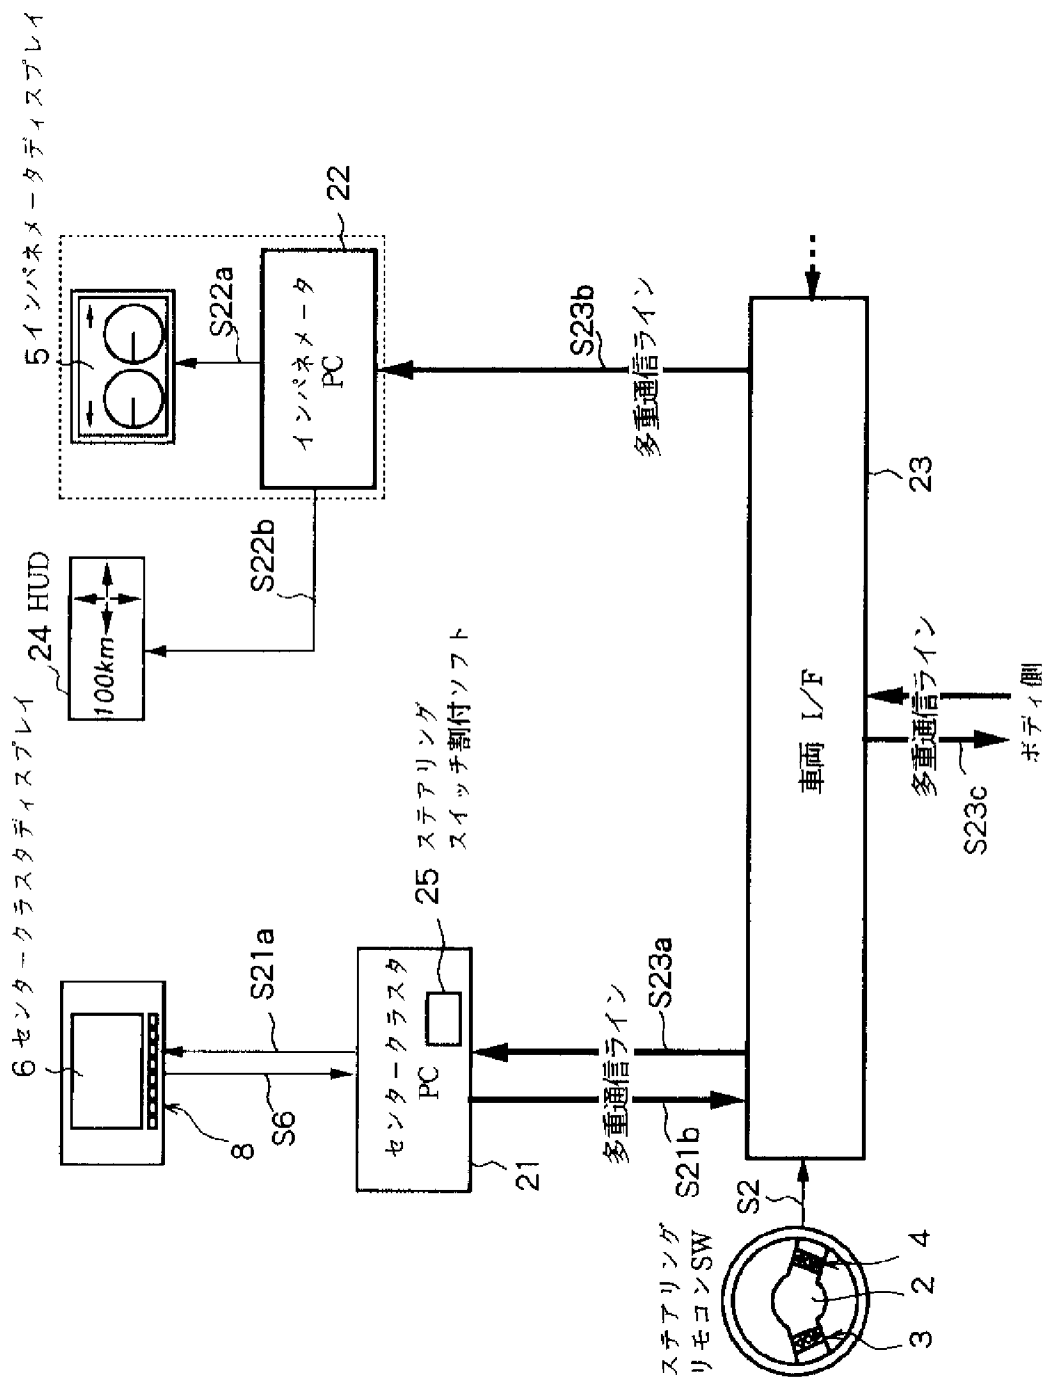 6 センタークラスタディスプレイ
24 HUD
5 インパネメータディスプレイ
100km
8
S6
S21a
S22b
S22a
22
センタークラスタ
PC
インパネメータ
PC
25 ステアリング
スイッチ割付ソフト
21
多重通信ライン
S21b
S23a
S23b
多重通信ライン
ステアリング
リモコンSW
S2
車両 I/F
3
2
4
23
多重通信ライン
S23c
ボディ側